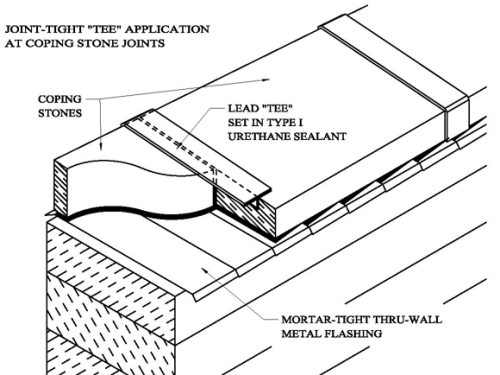 JOINT-TIGHT "TEE" APPLICATION
AT COPING STONE JOINTS
COPING
STONES
LEAD "TEE"
SET IN TYPE I
URETHANE SEALANT
MORTAR-TIGHT THRU-WALL
METAL FLASHING